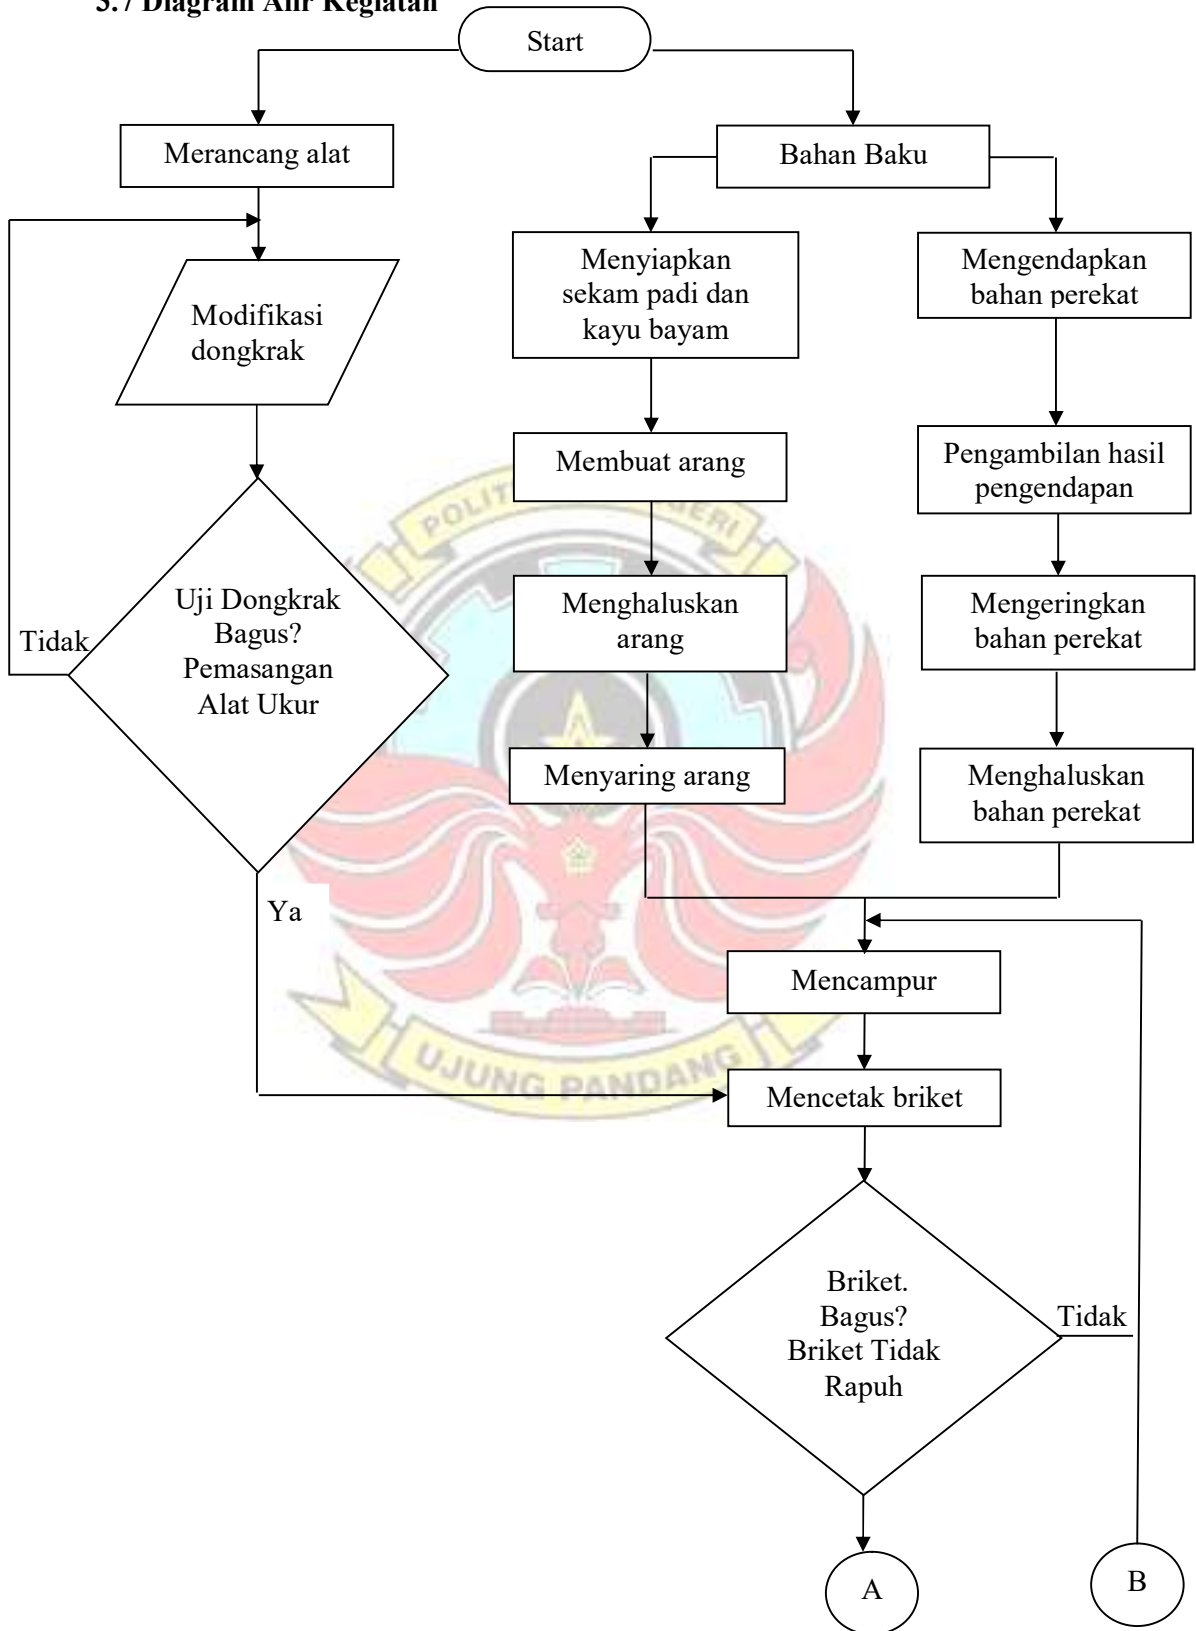 3.7 Diagram Alir Kegiatan
Start
Merancang alat
Bahan Baku
Modifikasi
dongkrak
Menyiapkan
sekam padi dan
kayu bayam
Mengendapkan
bahan perekat
Membuat arang
Pengambilan hasil
pengendapan
Uji Dongkrak
Bagus?
Pemasangan
Alat Ukur
Tidak
Menghaluskan
arang
Mengeringkan
bahan perekat
Menyaring arang
Menghaluskan
bahan perekat
Ya
Mencampur
Mencetak briket
Briket.
Bagus?
Briket Tidak
Rapuh
Tidak
A
B
UJUNG PANDANG